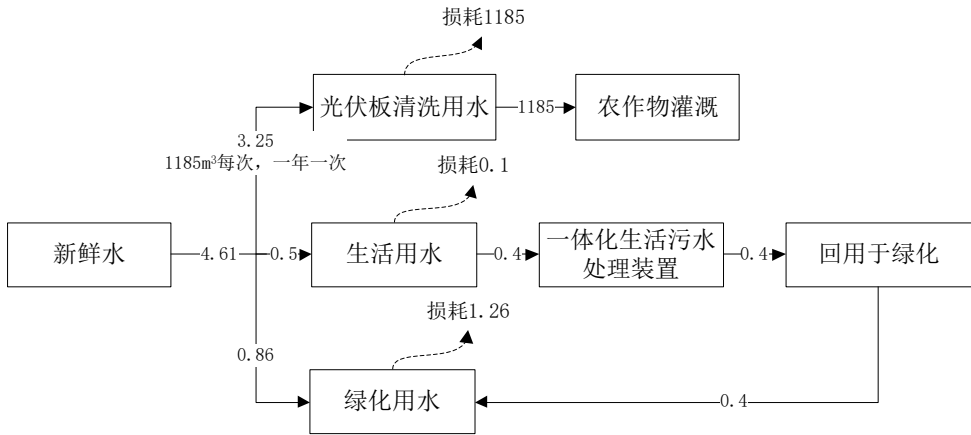 损耗1185
光伏板清洗用水
1185
农作物灌溉
3.25
1185m³每次，一年一次
损耗0.1
新鲜水
4.61
0.5
生活用水
0.4
一体化生活污水
处理装置
0.4
回用于绿化
损耗1.26
0.86
绿化用水
0.4